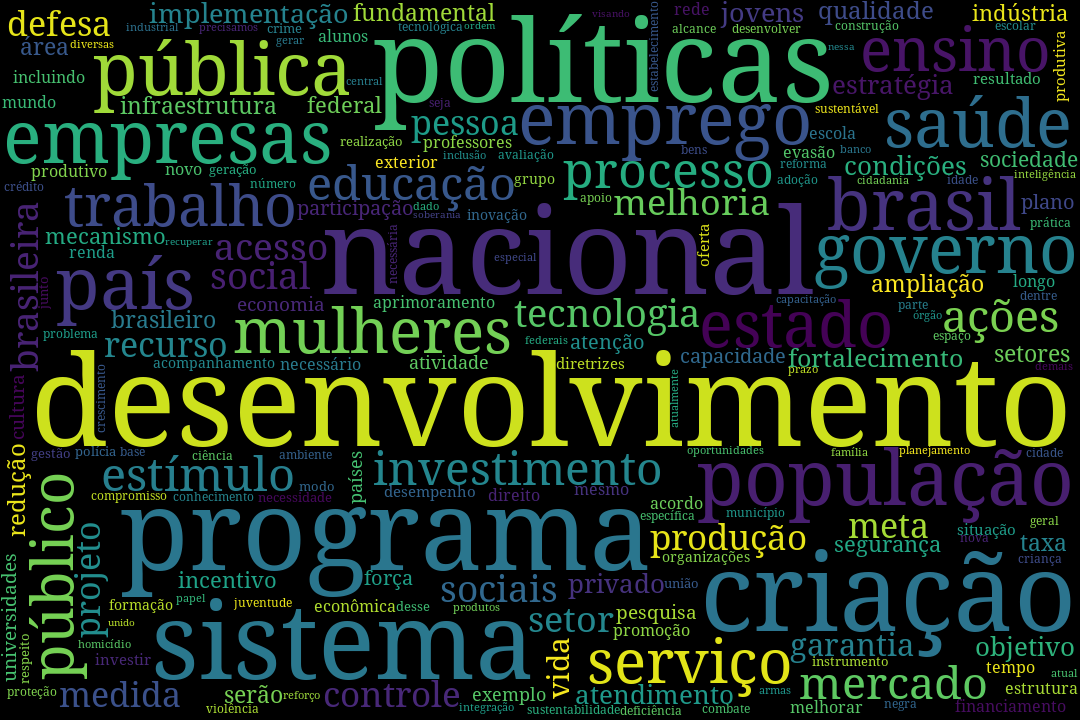 defesa
implementação
fundamental
visando
rede
jovens
qualidade
indústria
industrial
precisamos
crime
tecnológica
ordem
alcance
desenvolver
construção
escolar
área
diversas
gerar
alunos
políticas
estabelecimento
nessa
ensino
produtiva
pública
incluindo
central
estratégia
resultado
mundo
infraestrutura
federal
seja
pessoa
emprego
sustentável
saúde
empresas
realização
professores
escola
bens
evasão
banco
sociedade
produtivo
novo
geração
exterior
inclusão
avaliação
processo
reforma
condições
inteligência
crédito
número
educação
grupo
adoção
cidadania
idade
trabalho
participação
dado
soberania
inovação
apoio
melhoria
brasil
plano
prática
brasileira
mecanismo
recuperar
acesso
nacional
necessária
especial
oferta
governo
renda
país
social
junto
ampliação
longo
economia
aprimoramento
capacitação
parte
dentre
órgão
ações
brasileiro
mulheres
tecnologia
estado
problema
recurso
federais
atenção
espaço
acompanhamento
necessário
atividade
diretrizes
capacidade
fortalecimento
prazo
setores
demais
cultura
crescimento
desenvolvimento
atualmente
redução
gestão
polícia base
ciência
ambiente
oportunidades
família
planejamento
cidade
estímulo
modo
países
investimento
população
compromisso
conhecimento
necessidade
desempenho
direito
mesmo
acordo
público
programa
específica
município
meta
situação
geral
projeto
produção
segurança
nova
taxa
organizações
criança
universidades
incentivo
força
sociais
privado
união
criação
formação
papel
juventude
econômica
desse
produtos
setor
pesquisa
unido
sistema
promoção
homicídio
respeito
investir
vida
serviço
garantia
objetivo
instrumento
tempo
atual
proteção
medida
serão
reforço
controle
exemplo
atendimento
armas
mercado
estrutura
violência
integração
sustentabilidade
deficiência
combate
melhorar
negra
financiamento